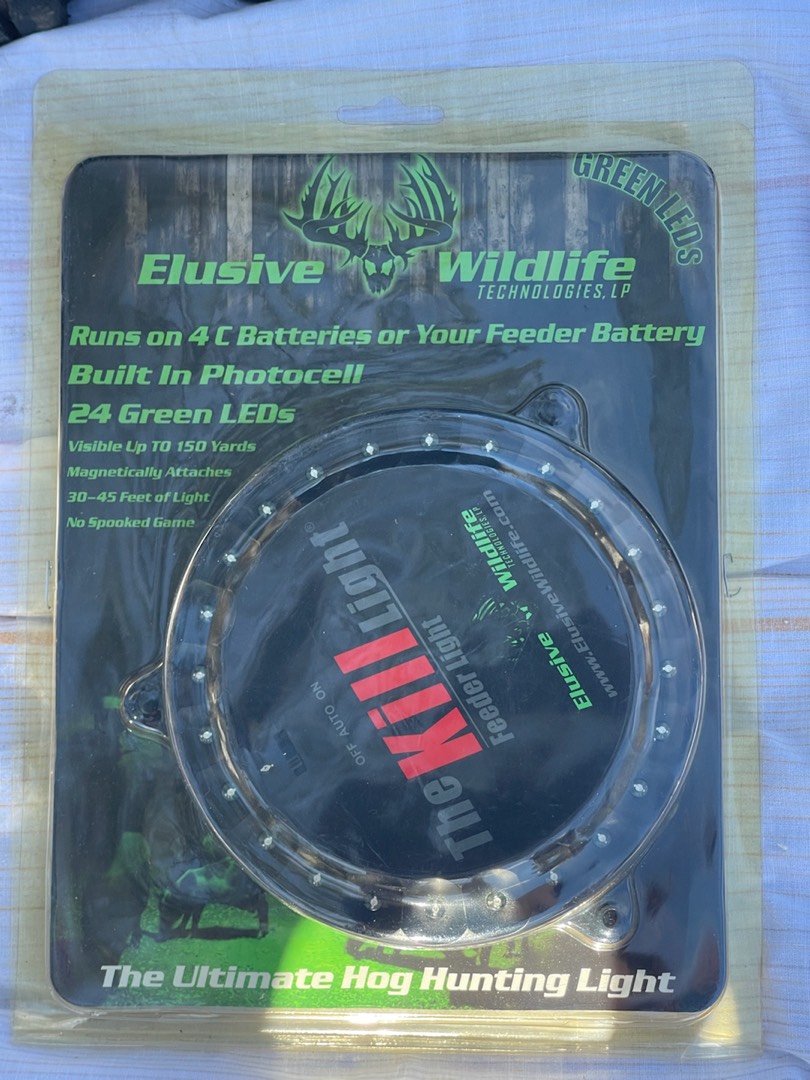 GREEN LEDS
Elusive Wildlife
TECHNOLOGIES, LP
Runs on 4 C Batteries or Your Feeder Battery
Built In Photocell
24 Green LEDs
Visible Up TO 150 Yards
Magnetically Attaches
30-45 Feet of Light
No Spooked Game
The Kill Light®
Feeder Light
OFF AUTO ON
Elusive Wildlife
TECHNOLOGIES, LP
www.ElusiveWildlife.com
The Ultimate Hog Hunting Light